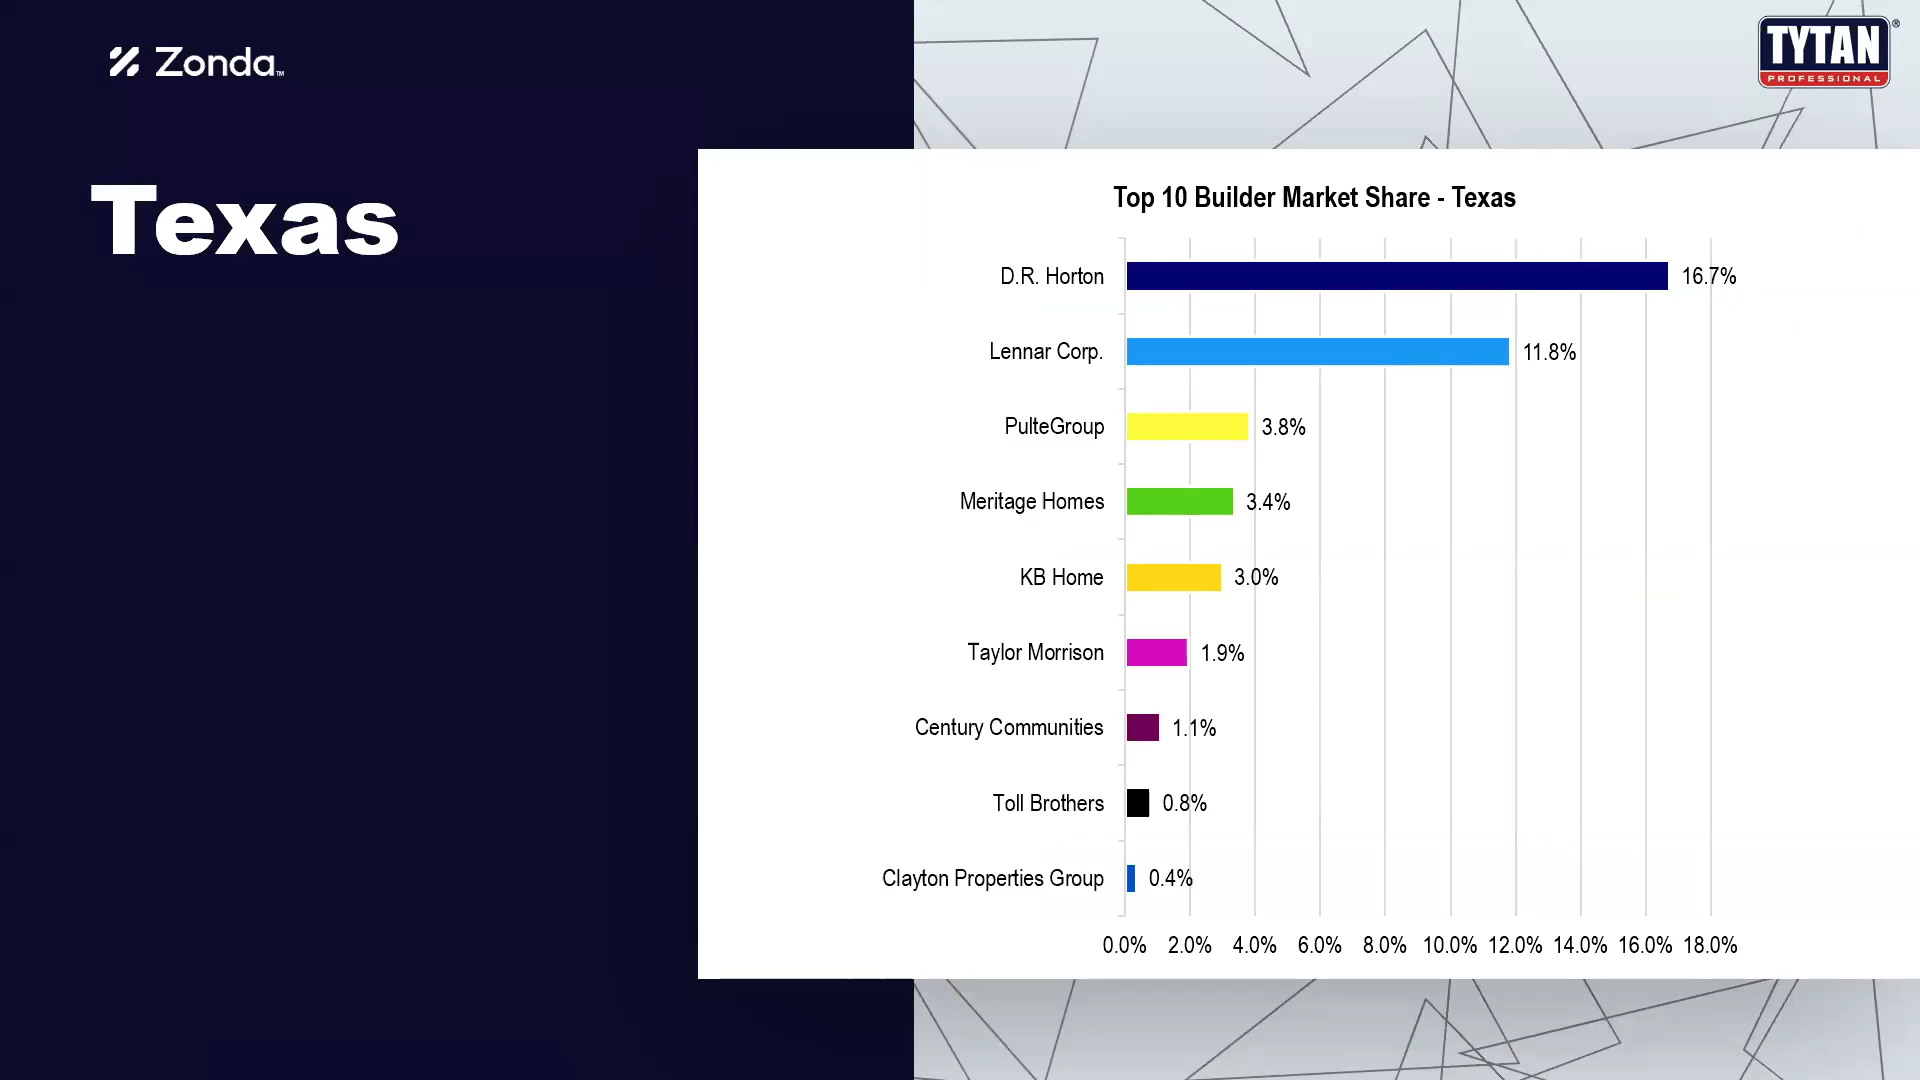 Zonda™
TYTAN®
PROFESSIONAL
Texas
Top 10 Builder Market Share - Texas
D.R. Horton 16.7%
Lennar Corp. 11.8%
PulteGroup 3.8%
Meritage Homes 3.4%
KB Home 3.0%
Taylor Morrison 1.9%
Century Communities 1.1%
Toll Brothers 0.8%
Clayton Properties Group 0.4%
0.0% 2.0% 4.0% 6.0% 8.0% 10.0% 12.0% 14.0% 16.0% 18.0%